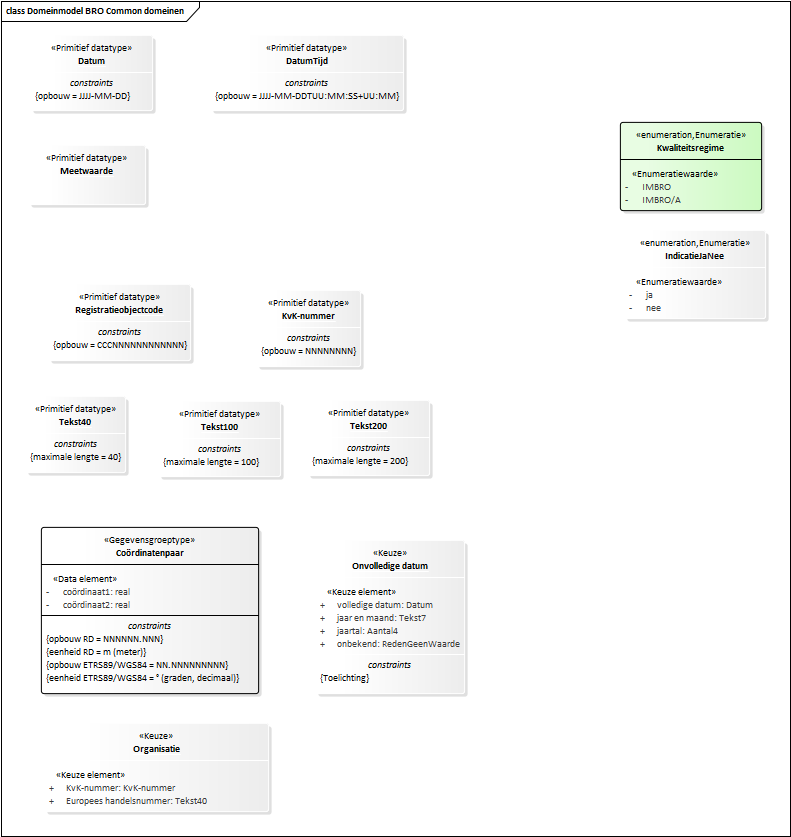 class Domeinmodel BRO Common domeinen
«Primitief datatype»
Datum
constraints
{opbouw = JJJJ-MM-DD}
«Primitief datatype»
DatumTijd
constraints
{opbouw = JJJJ-MM-DDTUU:MM:SS+UU:MM}
«Primitief datatype»
Meetwaarde
«enumeration,Enumeratie»
Kwaliteitsregime
«Enumeratiewaarde»
- IMBRO
- IMBRO/A
«enumeration,Enumeratie»
IndicatieJaNee
«Enumeratiewaarde»
- ja
- nee
«Primitief datatype»
Registratieobjectcode
constraints
{opbouw = CCCNNNNNNNNNNNN}
«Primitief datatype»
KvK-nummer
constraints
{opbouw = NNNNNNNN}
«Primitief datatype»
Tekst40
constraints
{maximale lengte = 40}
«Primitief datatype»
Tekst100
constraints
{maximale lengte = 100}
«Primitief datatype»
Tekst200
constraints
{maximale lengte = 200}
«Gegevensgroeptype»
Coördinatenpaar
«Data element»
- coördinaat1: real
- coördinaat2: real
constraints
{opbouw RD = NNNNNN.NNN}
{eenheid RD = m (meter)}
{opbouw ETRS89/WGS84 = NN.NNNNNNNNN}
{eenheid ETRS89/WGS84 = ° (graden, decimaal)}
«Keuze»
Onvolledige datum
«Keuze element»
+ volledige datum: Datum
+ jaar en maand: Tekst7
+ jaartal: Aantal4
+ onbekend: RedenGeenWaarde
constraints
{Toelichting}
«Keuze»
Organisatie
«Keuze element»
+ KvK-nummer: KvK-nummer
+ Europees handelsnummer: Tekst40